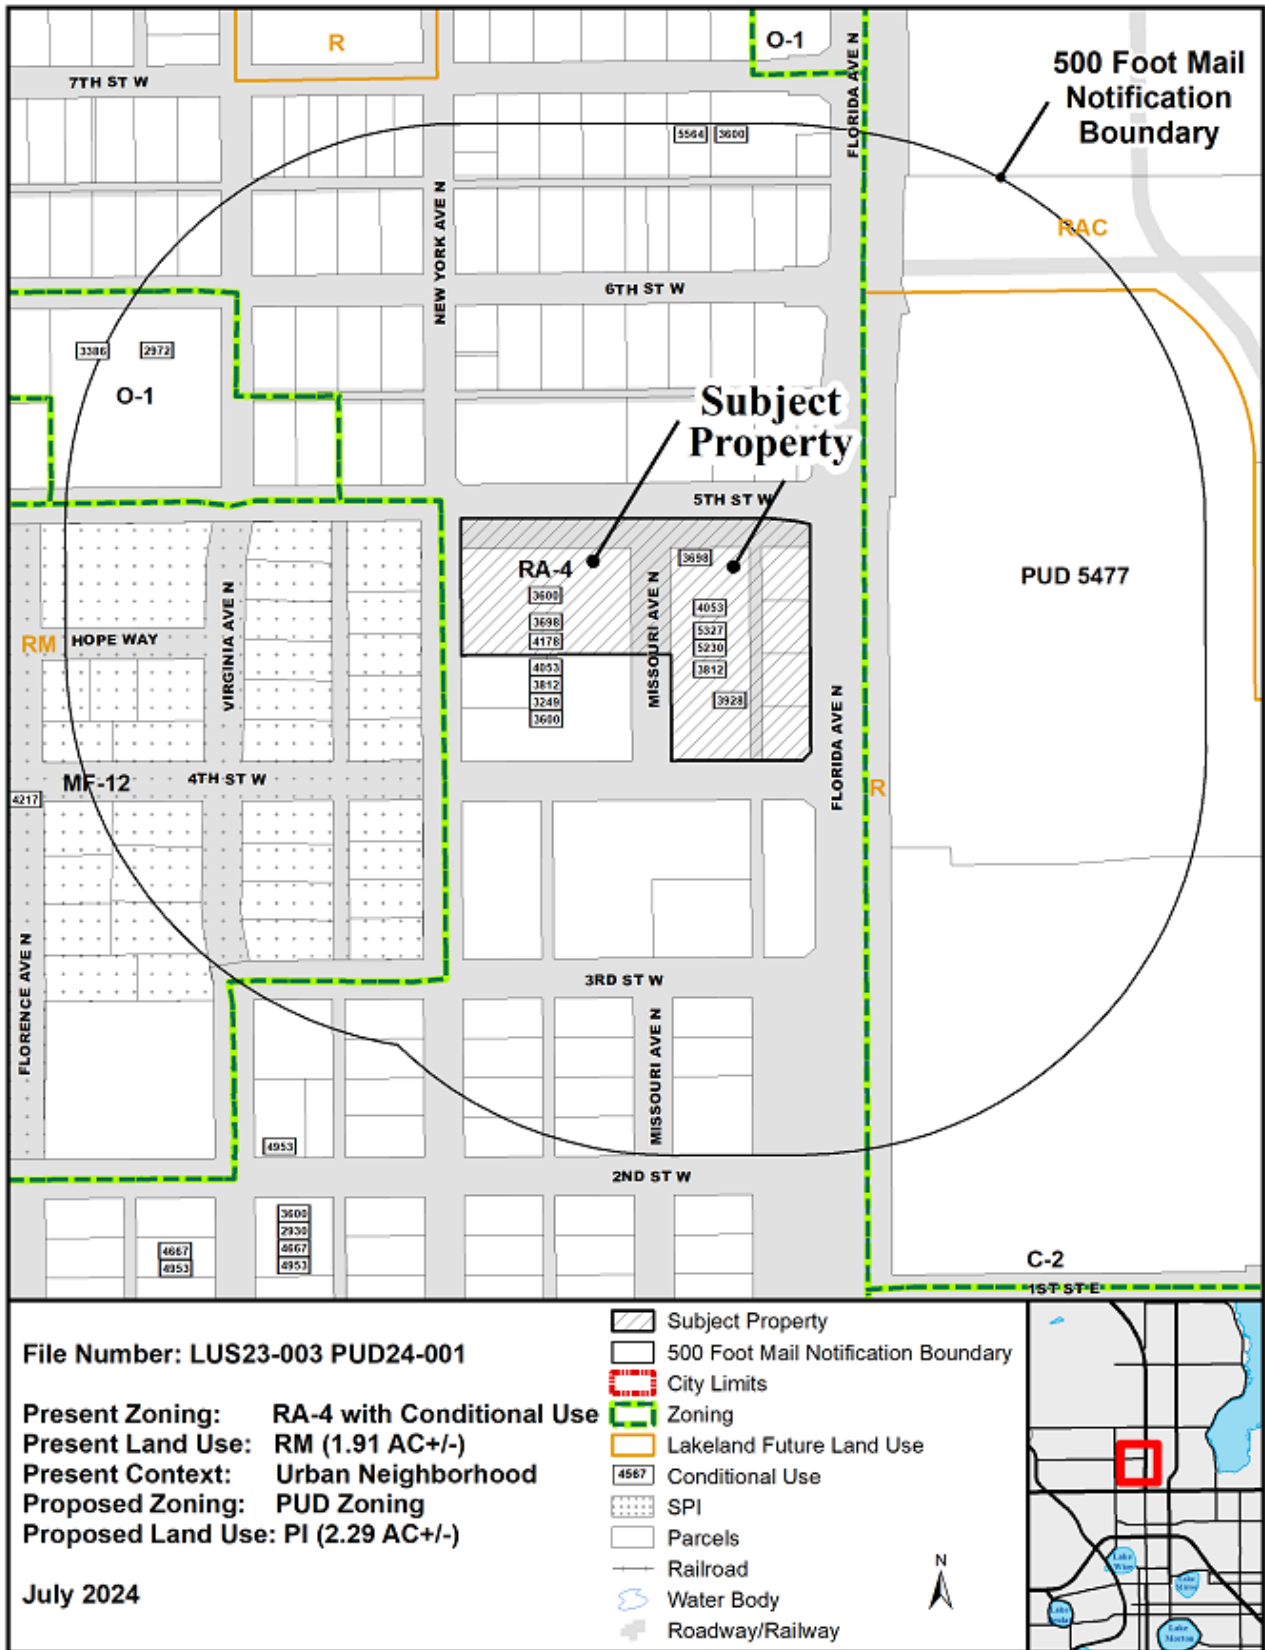 R
O-1
7TH ST W
FLORIDA AVE N
500 Foot Mail
Notification
Boundary
5564
3600
NEW YORK AVE N
RAC
6TH ST W
3386
2972
O-1
Subject
Property
5TH ST W
RA-4
3698
PUD 5477
3600
3698
4178
4053
3812
3249
3600
MISSOURI AVE N
4053
5327
5230
3812
3928
RM
HOPE WAY
VIRGINIA AVE N
FLORIDA AVE N
MF-12
4TH ST W
4217
R
FLORENCE AVE N
3RD ST W
MISSOURI AVE N
4953
2ND ST W
3600
2930
4667
4953
4667
4953
C-2
1ST ST E
File Number: LUS23-003 PUD24-001
Present Zoning: RA-4 with Conditional Use
Present Land Use: RM (1.91 AC+/-)
Present Context: Urban Neighborhood
Proposed Zoning: PUD Zoning
Proposed Land Use: PI (2.29 AC+/-)
July 2024
Subject Property
500 Foot Mail Notification Boundary
City Limits
Zoning
Lakeland Future Land Use
4567 Conditional Use
SPI
Parcels
Railroad
Water Body
Roadway/Railway
N
Lake
Wire
Lake
Mirror
Lake
Lake
Morton